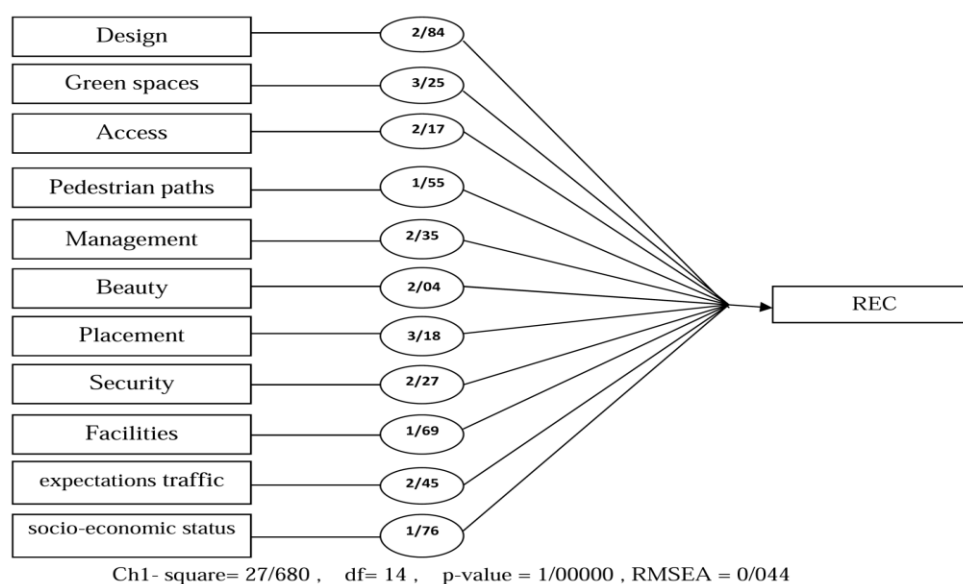 Design 2/84
Green spaces 3/25
Access 2/17
Pedestrian paths 1/55
Management 2/35
Beauty 2/04
REC
Placement 3/18
Security 2/27
Facilities 1/69
expectations traffic 2/45
socio-economic status 1/76
Ch1- square= 27/680 , df= 14 , p-value = 1/00000 , RMSEA = 0/044